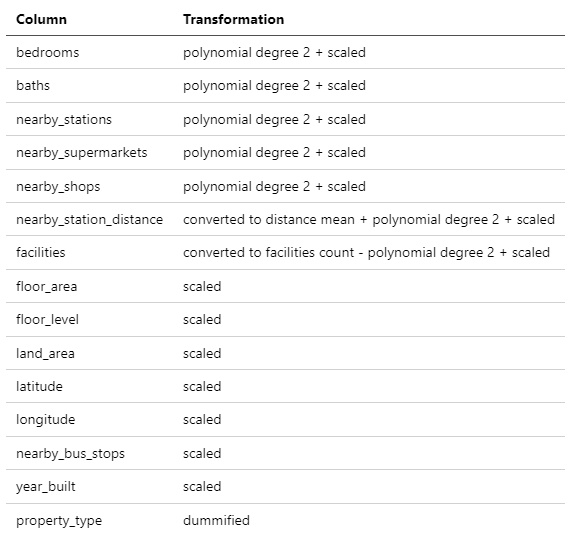 Column Transformation
bedrooms polynomial degree 2 + scaled
baths polynomial degree 2 + scaled
nearby_stations polynomial degree 2 + scaled
nearby_supermarkets polynomial degree 2 + scaled
nearby_shops polynomial degree 2 + scaled
nearby_station_distance converted to distance mean + polynomial degree 2 + scaled
facilities converted to facilities count - polynomial degree 2 + scaled
floor_area scaled
floor_level scaled
land_area scaled
latitude scaled
longitude scaled
nearby_bus_stops scaled
year_built scaled
property_type dummified